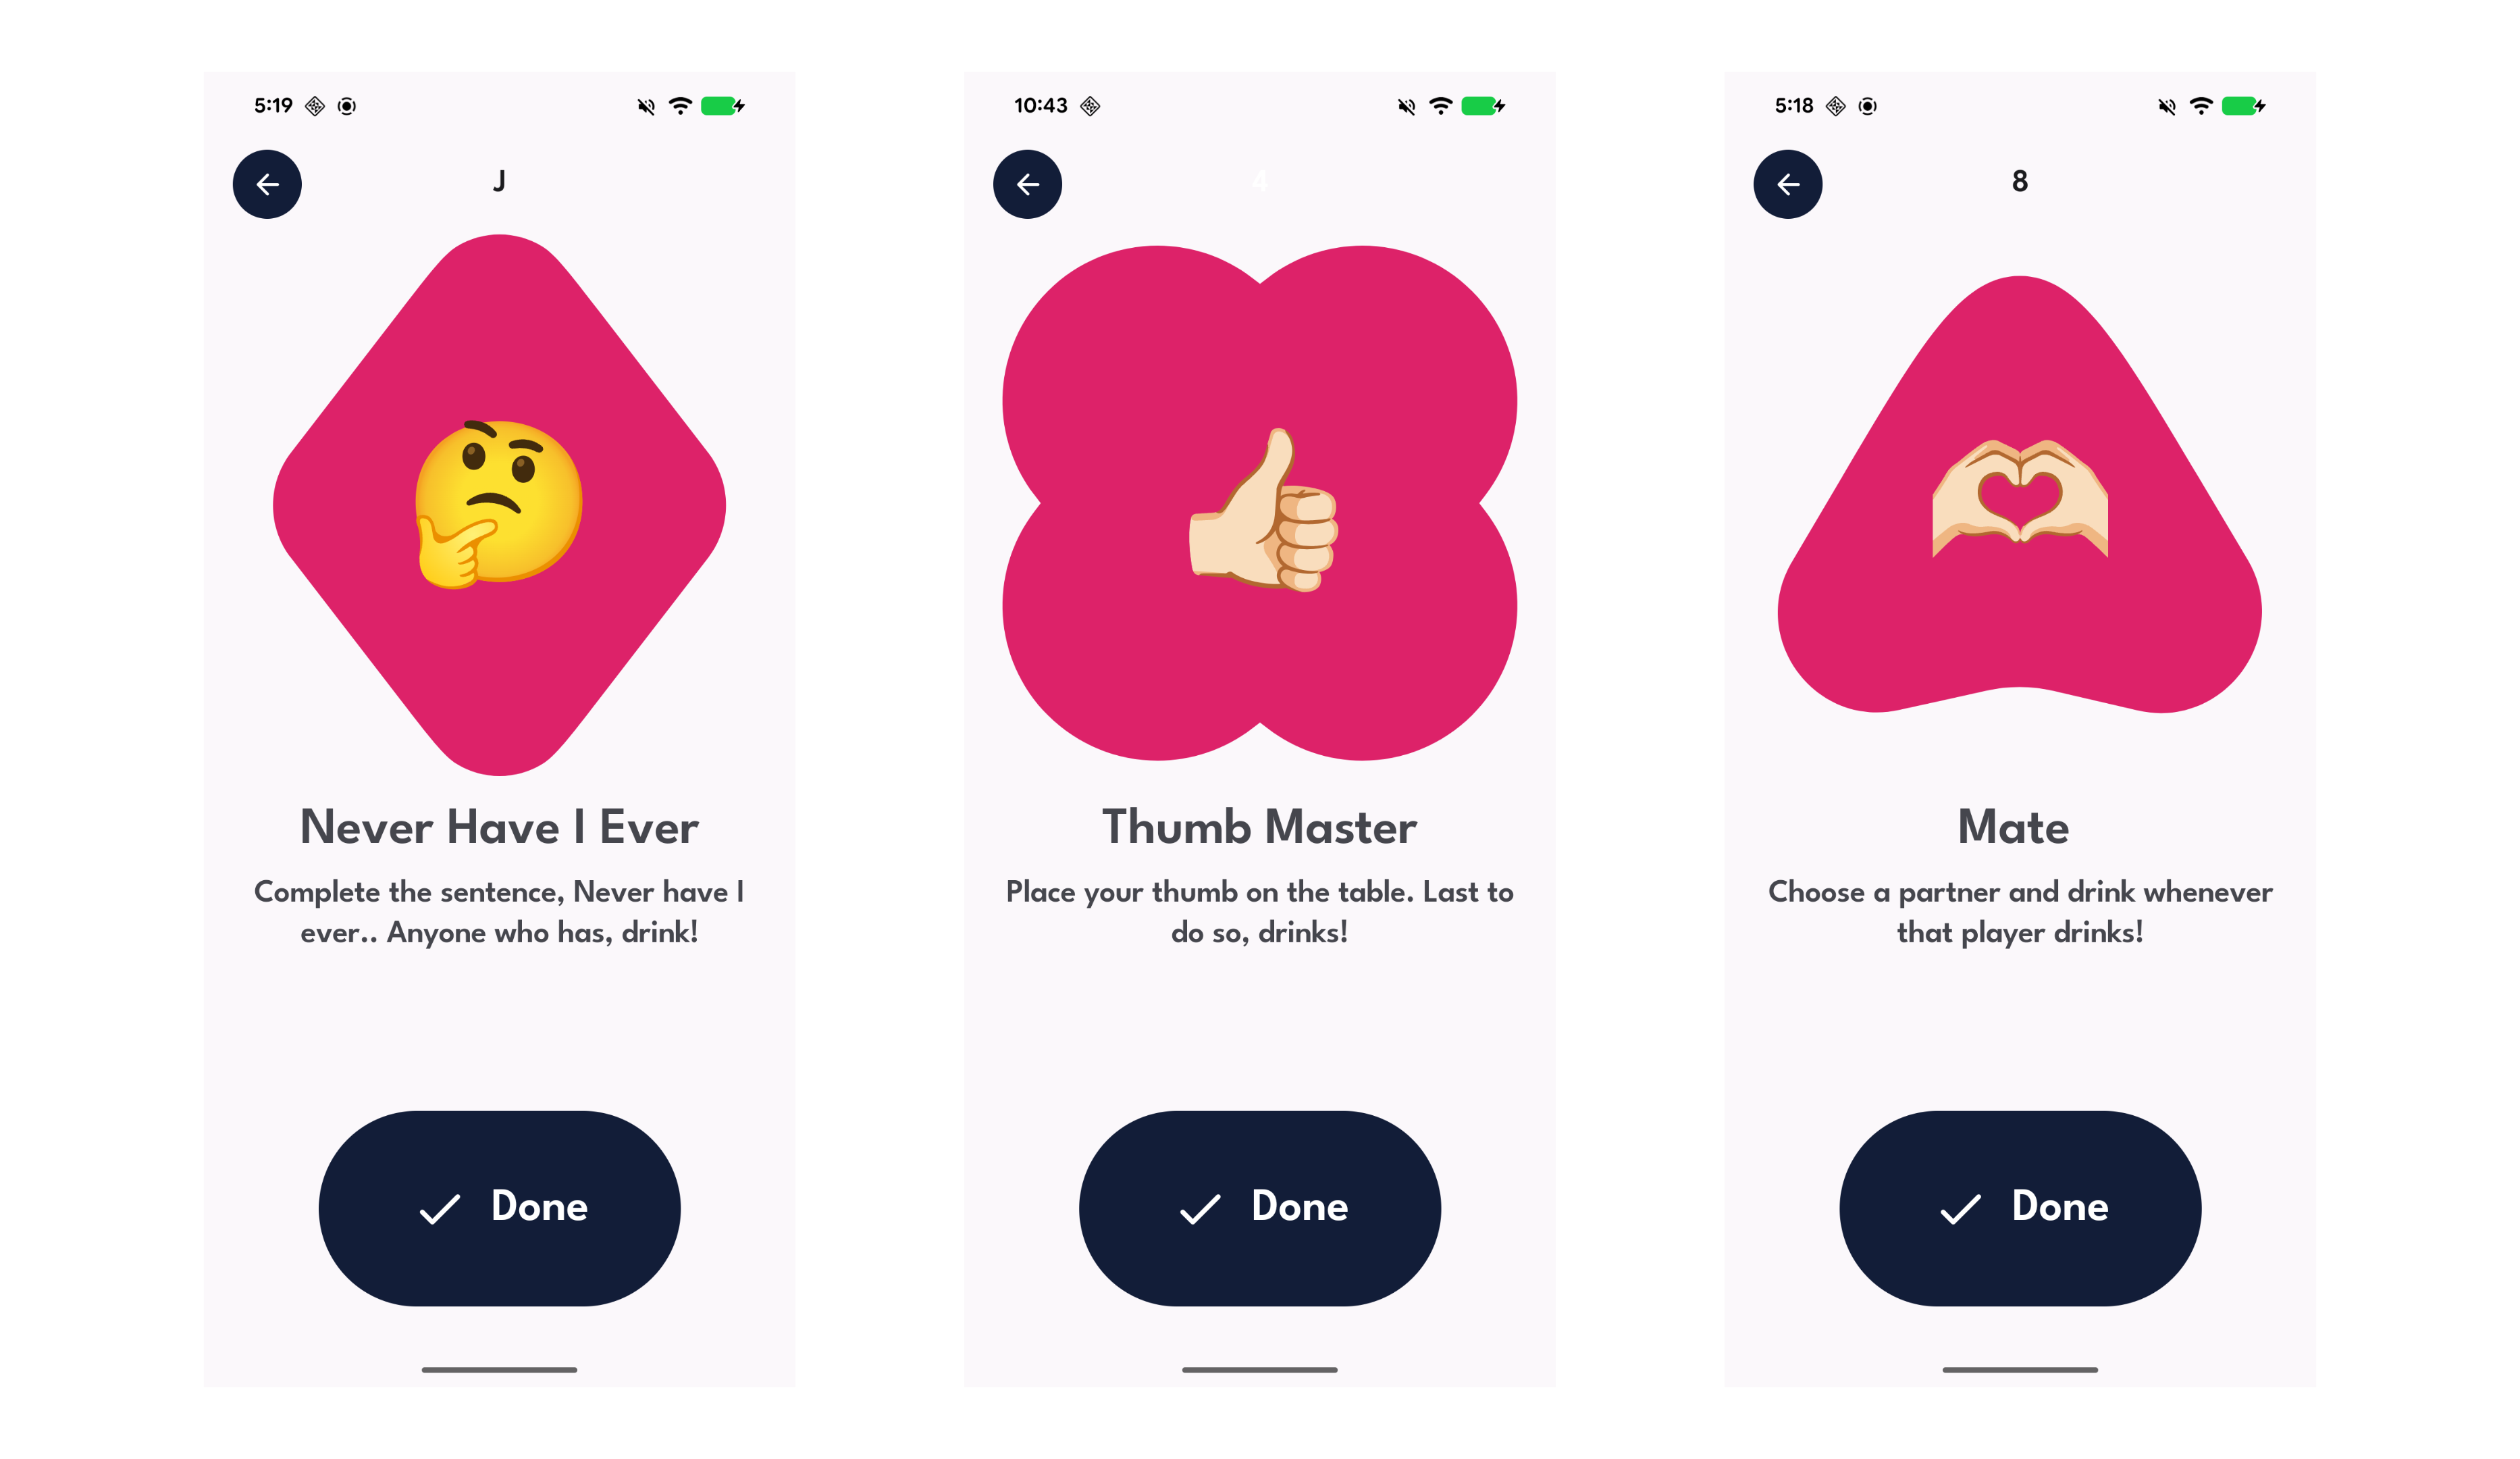 5:19
J
Never Have I Ever
Complete the sentence, Never have I
ever.. Anyone who has, drink!
Done
10:43
4
Thumb Master
Place your thumb on the table. Last to
do so, drinks!
Done
5:18
8
Mate
Choose a partner and drink whenever
that player drinks!
Done